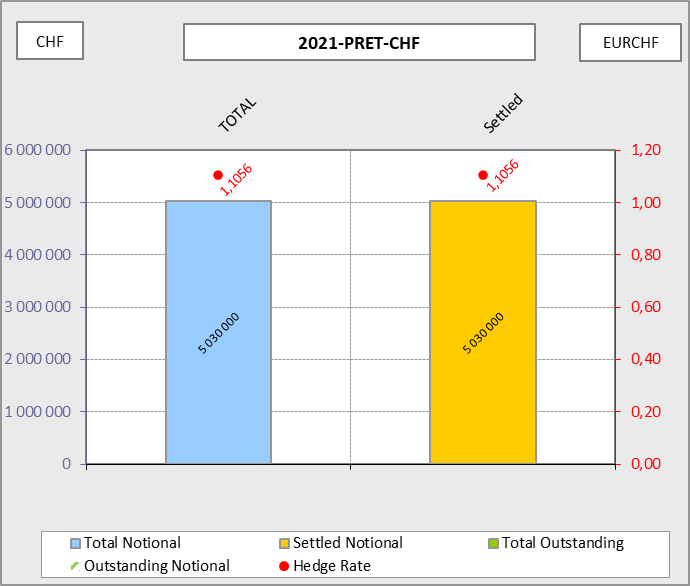 CHF
2021-PRET-CHF
EURCHF
TOTAL
Settled
6 000 000
5 000 000
4 000 000
3 000 000
2 000 000
1 000 000
0
1,1056
1,1056
5 030 000
5 030 000
1,20
1,00
0,80
0,60
0,40
0,20
0,00
Total Notional
Settled Notional
Total Outstanding
Outstanding Notional
Hedge Rate